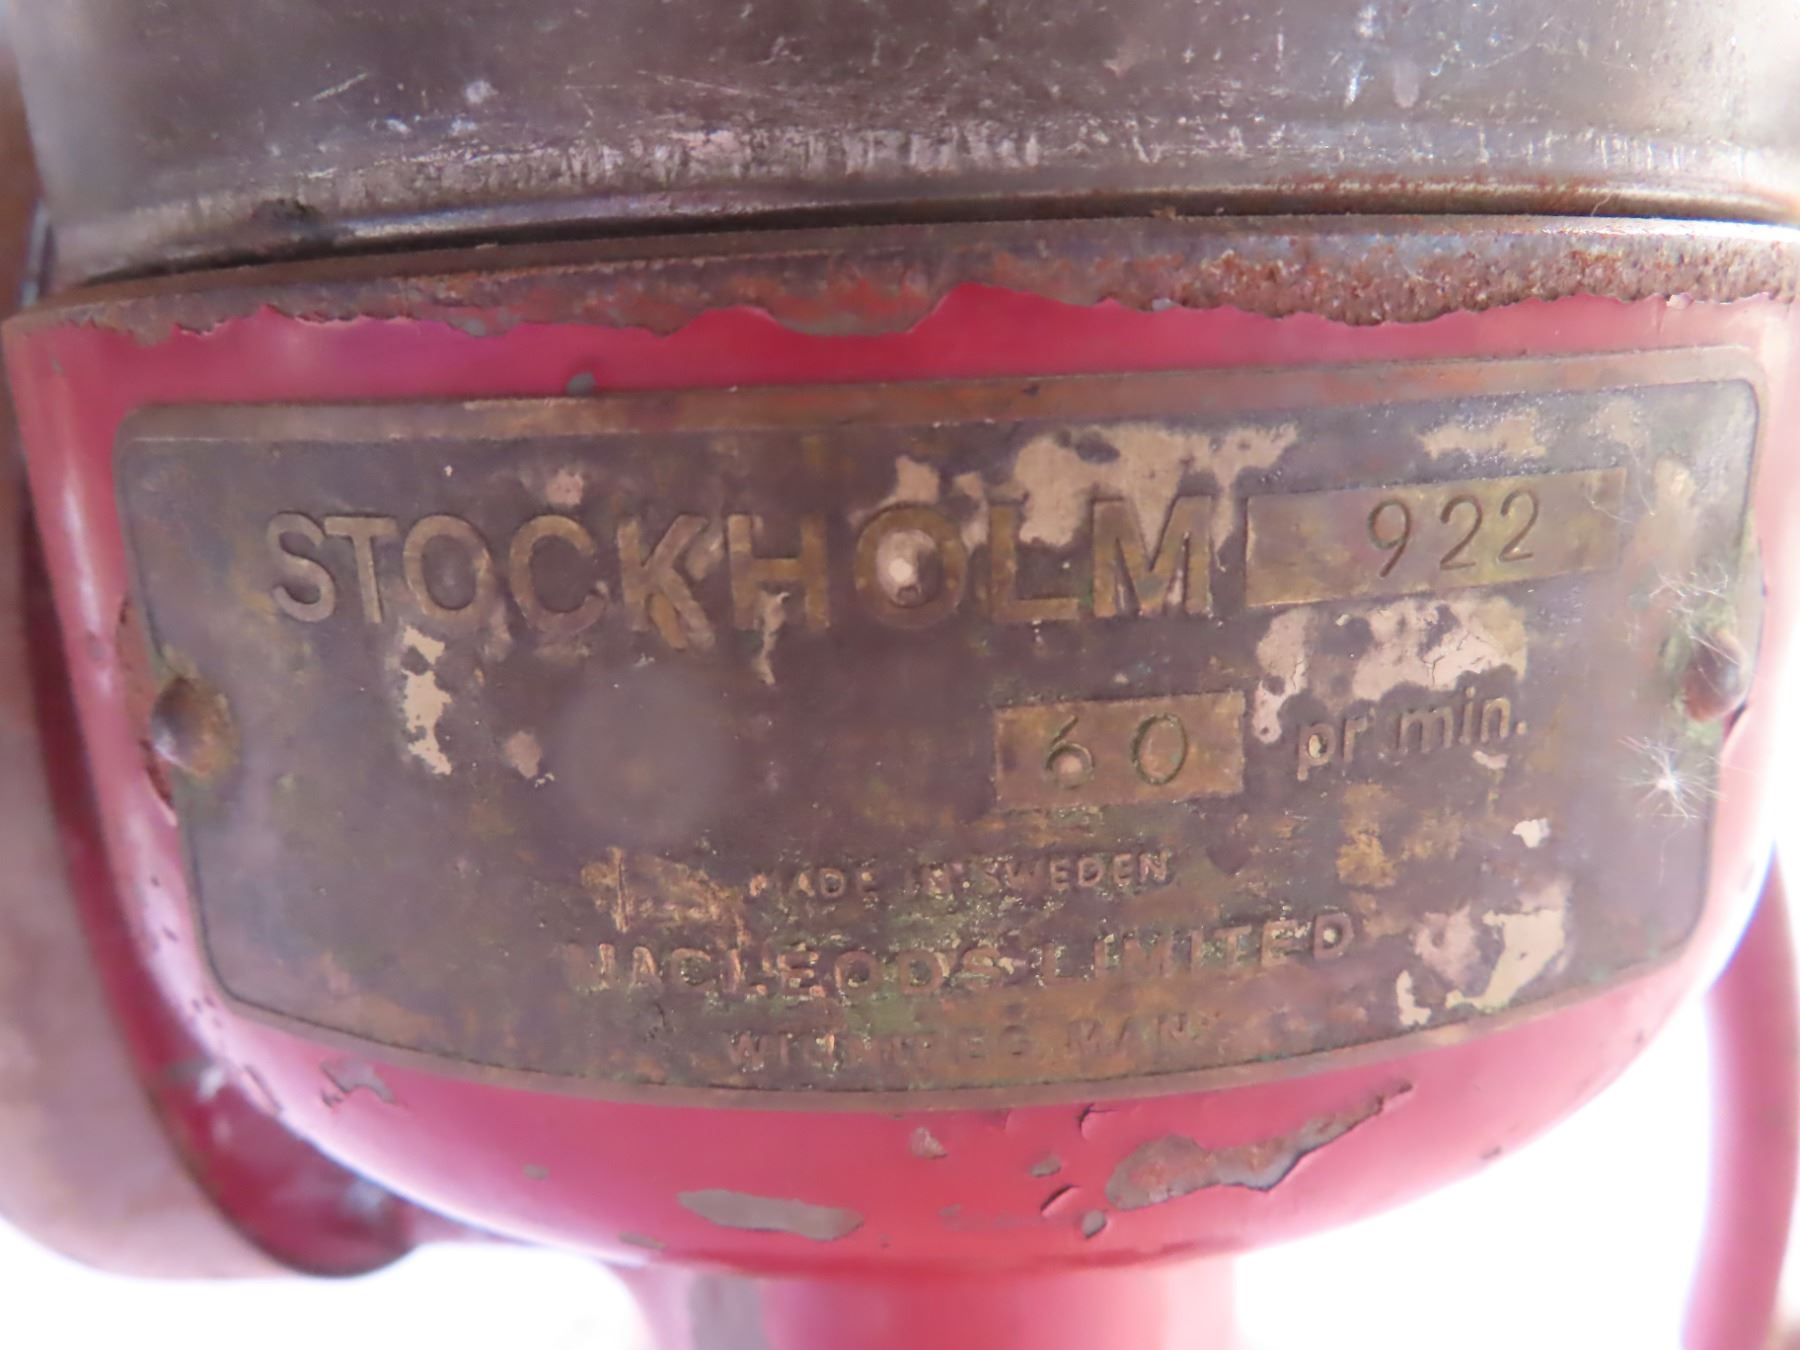 STOCKHOLM 922
60 pr min.
MADE IN SWEDEN
MACLEODS LIMITED
WINNIPEG MAN.